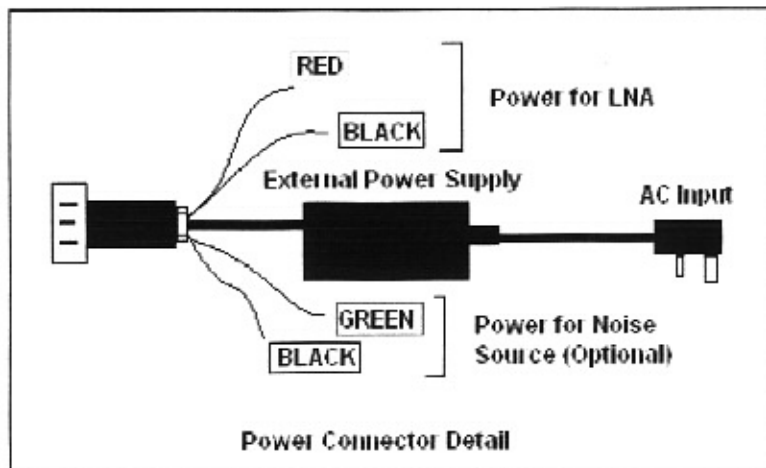 RED
Power for LNA
BLACK
External Power Supply
AC Input
GREEN
Power for Noise
Source (Optional)
BLACK
Power Connector Detail